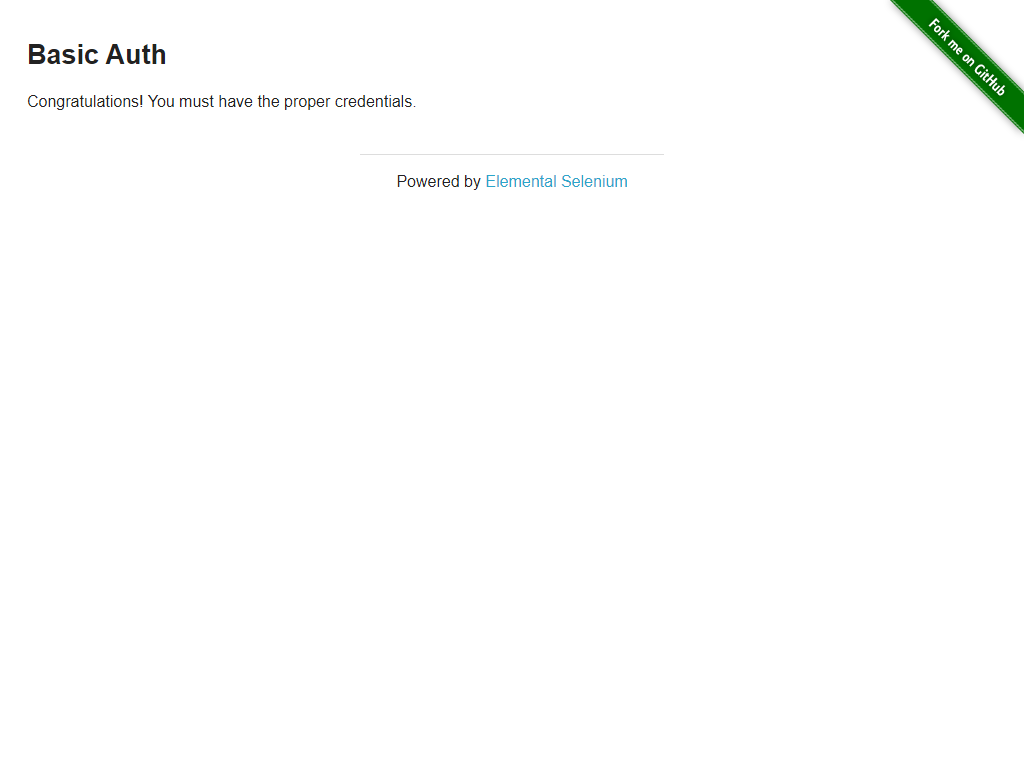 Fork me on GitHub
Basic Auth
Congratulations! You must have the proper credentials.
Powered by Elemental Selenium